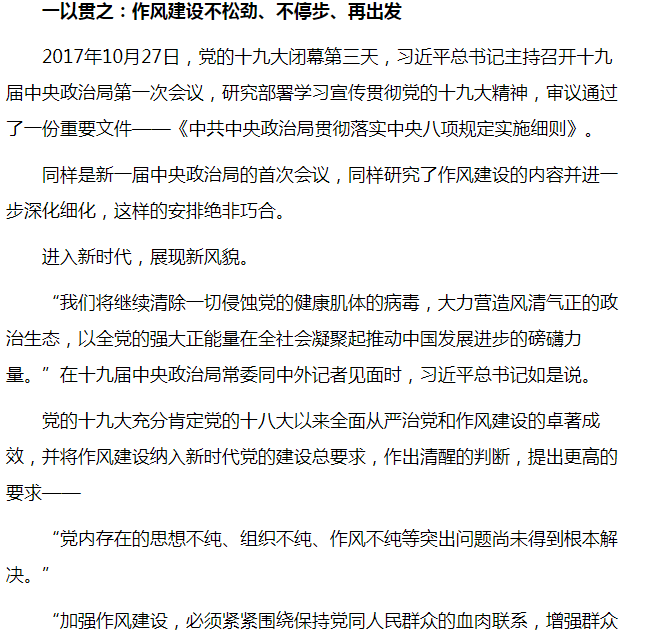 一以贯之：作风建设不松劲、不停步、再出发
2017年10月27日，党的十九大闭幕第三天，习近平总书记主持召开十九
届中央政治局第一次会议，研究部署学习宣传贯彻党的十九大精神，审议通过
了一份重要文件——《中共中央政治局贯彻落实中央八项规定实施细则》。
同样是新一届中央政治局的首次会议，同样研究了作风建设的内容并进一
步深化细化，这样的安排绝非巧合。
进入新时代，展现新风貌。
“我们将继续清除一切侵蚀党的健康肌体的病毒，大力营造风清气正的政
治生态，以全党的强大正能量在全社会凝聚起推动中国发展进步的磅礴力
量。”在十九届中央政治局常委同中外记者见面时，习近平总书记如是说。
党的十九大充分肯定党的十八大以来全面从严治党和作风建设的卓著成
效，并将作风建设纳入新时代党的建设总要求，作出清醒的判断，提出更高的
要求——
“党内存在的思想不纯、组织不纯、作风不纯等突出问题尚未得到根本解
决。”
“加强作风建设，必须紧紧围绕保持党同人民群众的血肉联系，增强群众